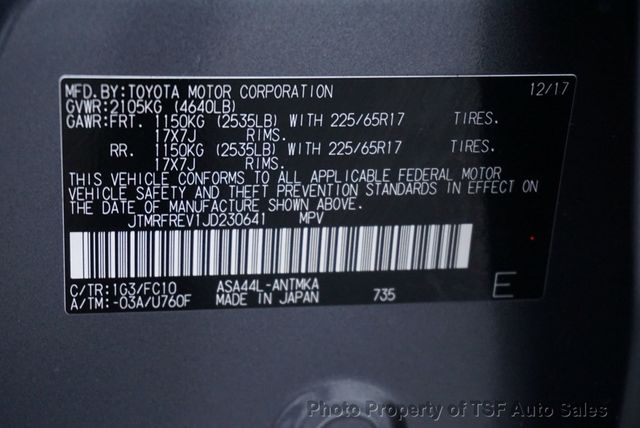 MFD.BY:TOYOTA MOTOR CORPORATION 12/17
GVWR:2105KG (4640LB)
GAWR:FRT. 1150KG (2535LB) WITH 225/65R17 TIRES.
17X7J RIMS.
RR. 1150KG (2535LB) WITH 225/65R17 TIRES.
17X7J RIMS.
THIS VEHICLE CONFORMS TO ALL APPLICABLE FEDERAL MOTOR
VEHICLE SAFETY AND THEFT PREVENTION STANDARDS IN EFFECT ON
THE DATE OF MANUFACTURE SHOWN ABOVE.
JTMRFREV1JD230641 MPV
C/TR:1G3/FC10 ASA44L-ANTMKA
A/TM:-03A/U760F MADE IN JAPAN 735 E
Photo Property of TSF Auto Sales